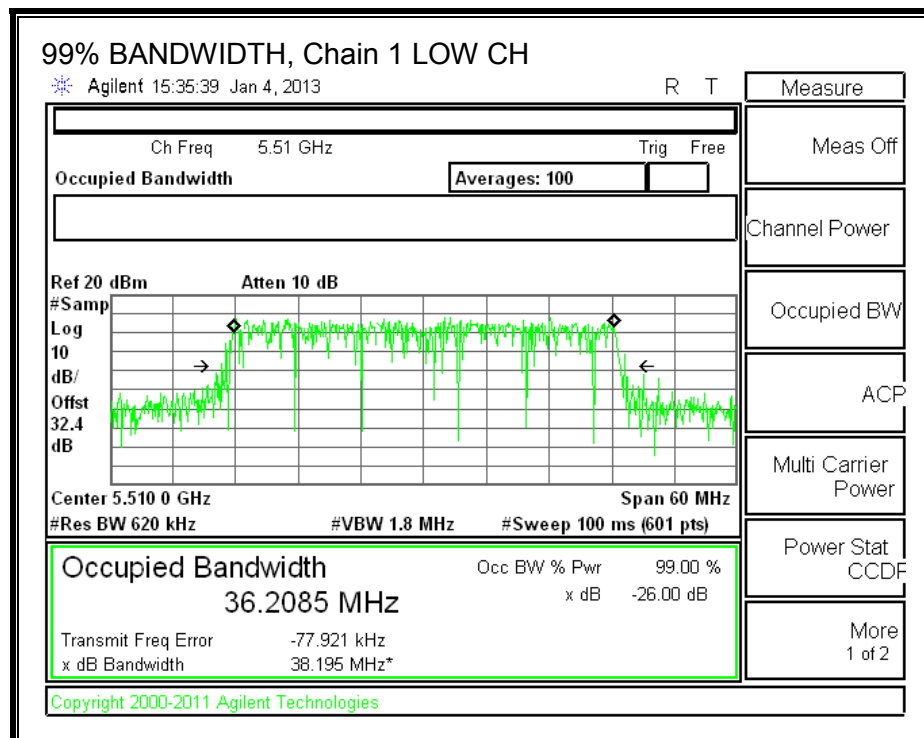 99% BANDWIDTH, Chain 1 LOW CH
Agilent 15:35:39 Jan 4, 2013
R T
Measure
Ch Freq 5.51 GHz
Trig Free
Meas Off
Occupied Bandwidth
Averages: 100
Channel Power
Ref 20 dBm
Atten 10 dB
#Samp
Log
10
dB/
Offst
32.4
dB
Occupied BW
ACP
Multi Carrier
Power
Center 5.510 0 GHz
Span 60 MHz
#Res BW 620 kHz
#VBW 1.8 MHz
#Sweep 100 ms (601 pts)
Power Stat
CCDF
Occupied Bandwidth
Occ BW % Pwr 99.00 %
36.2085 MHz
x dB -26.00 dB
Transmit Freq Error -77.921 kHz
x dB Bandwidth 38.195 MHz*
More
1 of 2
Copyright 2000-2011 Agilent Technologies